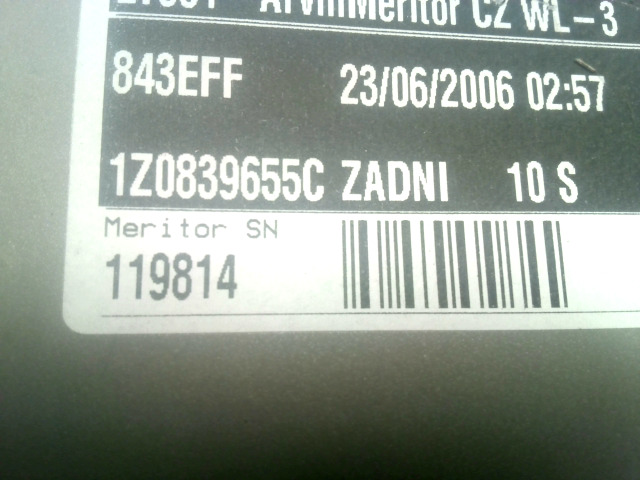 ArvinMeritor CZ WL-3
843EFF 23/06/2006 02:57
1Z0839655C ZADNI 10 S
Meritor SN
119814